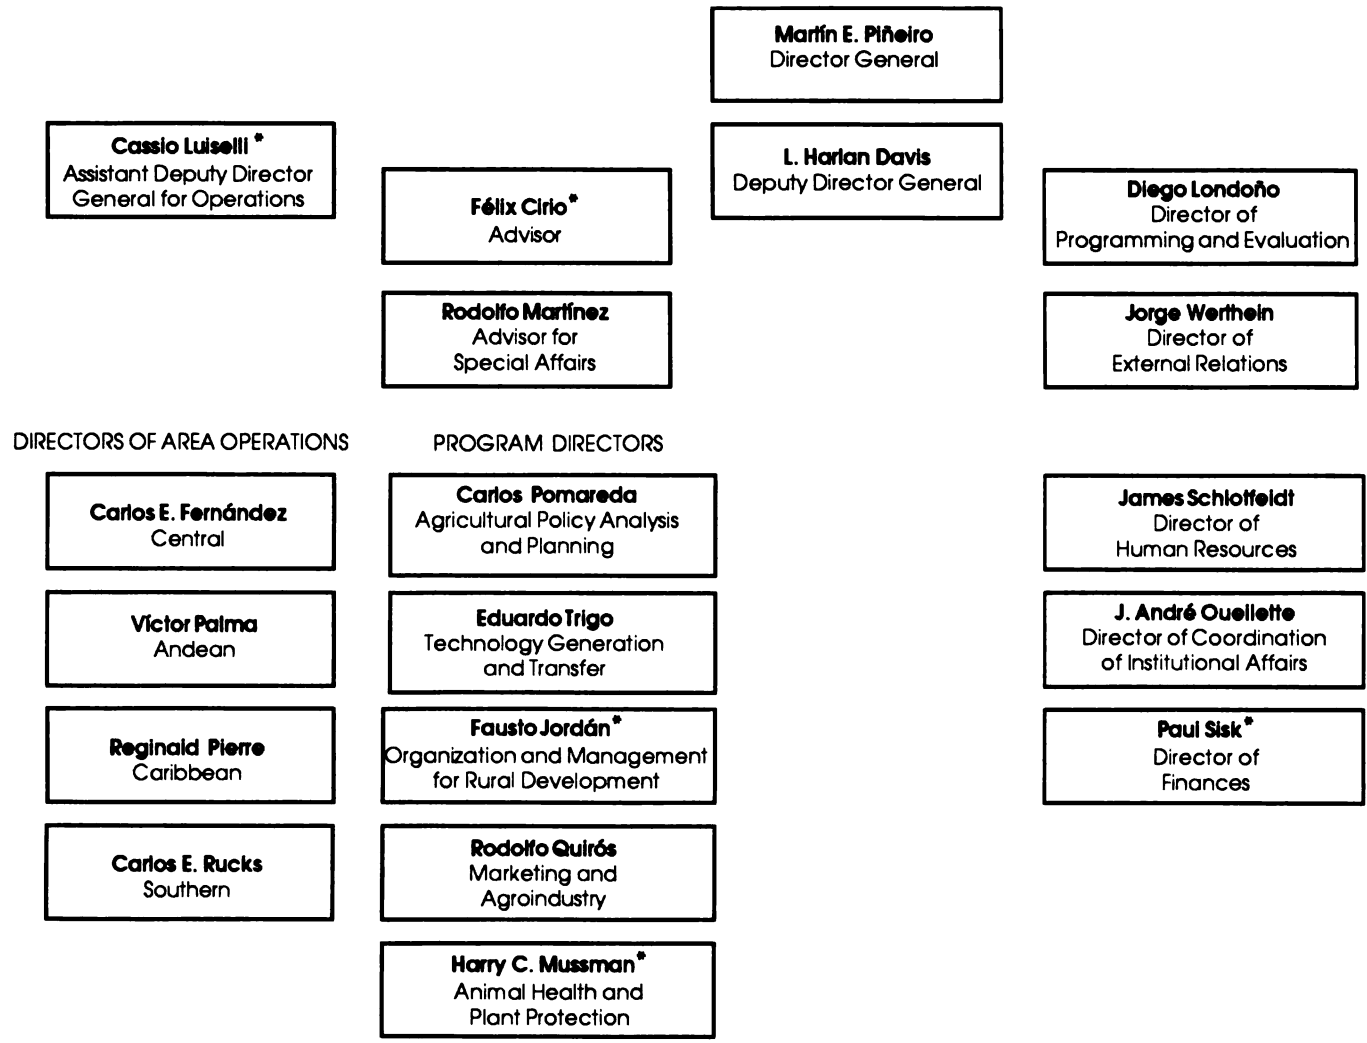 Martín E. Piñeiro
Director General
Cassio Luiselli *
Assistant Deputy Director
General for Operations
L. Harlan Davis
Deputy Director General
Félix Cirio*
Advisor
Diego Londoño
Director of
Programming and Evaluation
Rodolfo Martínez
Advisor for
Special Affairs
Jorge Werthein
Director of
External Relations
DIRECTORS OF AREA OPERATIONS
Carlos E. Fernández
Central
Víctor Palma
Andean
Reginald Pierre
Caribbean
Carlos E. Rucks
Southern
PROGRAM DIRECTORS
Carlos Pomareda
Agricultural Policy Analysis
and Planning
Eduardo Trigo
Technology Generation
and Transfer
Fausto Jordán*
Organization and Management
for Rural Development
Rodolfo Quirós
Marketing and
Agroindustry
Harry C. Mussman*
Animal Health and
Plant Protection
James Schlotfeldt
Director of
Human Resources
J. André Ouellette
Director of Coordination
of Institutional Affairs
Paul Sisk*
Director of
Finances